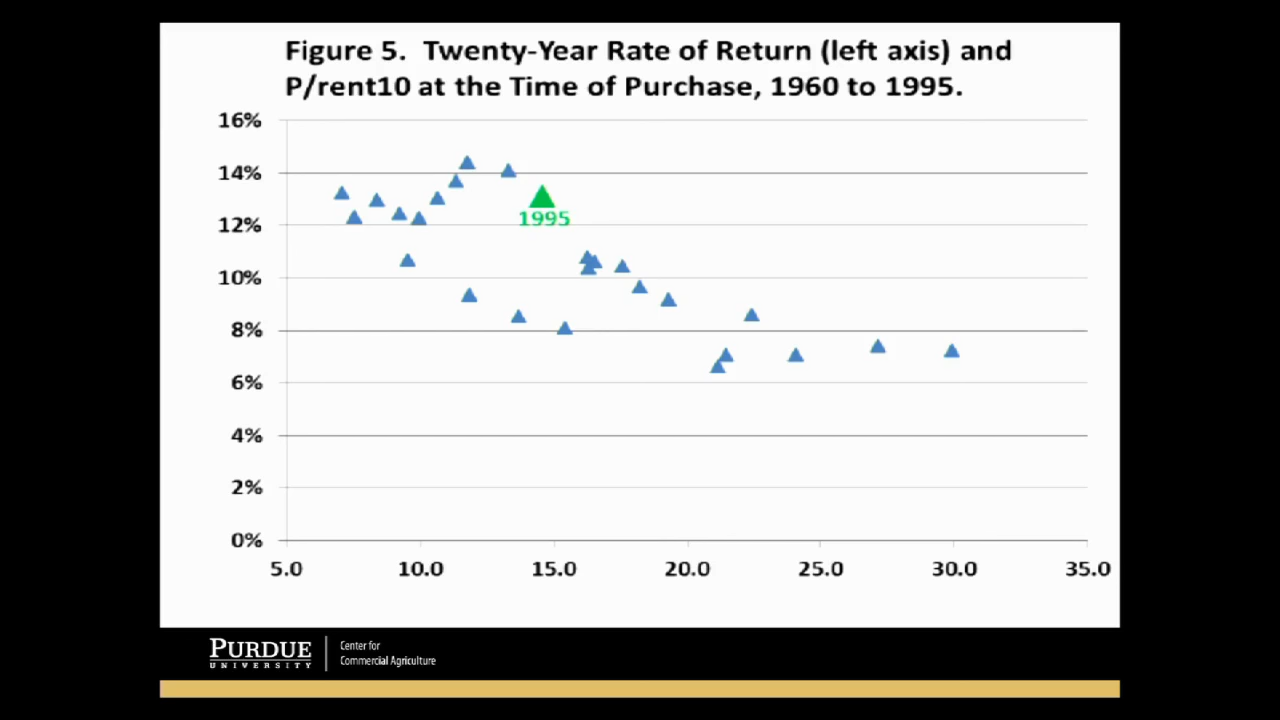 Figure 5. Twenty-Year Rate of Return (left axis) and
P/rent10 at the Time of Purchase, 1960 to 1995.
16%
14%
12%
10%
8%
6%
4%
2%
0%
1995
5.0 10.0 15.0 20.0 25.0 30.0 35.0
PURDUE
UNIVERSITY
Center for
Commercial Agriculture